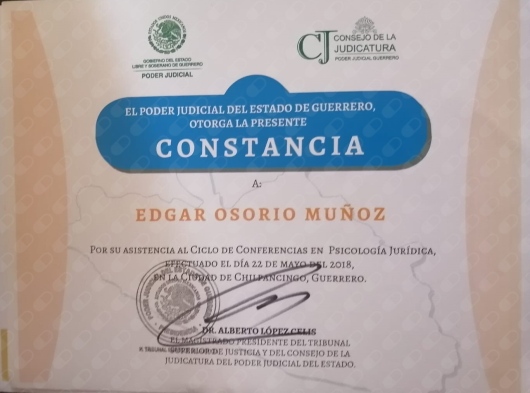 GOBIERNO DEL ESTADO
LIBRE Y SOBERANO DE GUERRERO
PODER JUDICIAL
CJ CONSEJO DE LA
JUDICATURA
PODER JUDICIAL GUERRERO
EL PODER JUDICIAL DEL ESTADO DE GUERRERO,
OTORGA LA PRESENTE
CONSTANCIA
A:
EDGAR OSORIO MUÑOZ
POR SU ASISTENCIA AL CICLO DE CONFERENCIAS EN PSICOLOGÍA JURÍDICA,
EFECTUADO EL DÍA 22 DE MAYO DEL 2018,
EN LA CIUDAD DE CHILPANCINGO, GUERRERO.
DR. ALBERTO LÓPEZ CELIS
EL MAGISTRADO PRESIDENTE DEL TRIBUNAL
SUPERIOR DE JUSTICIA Y DEL CONSEJO DE LA
JUDICATURA DEL PODER JUDICIAL DEL ESTADO.